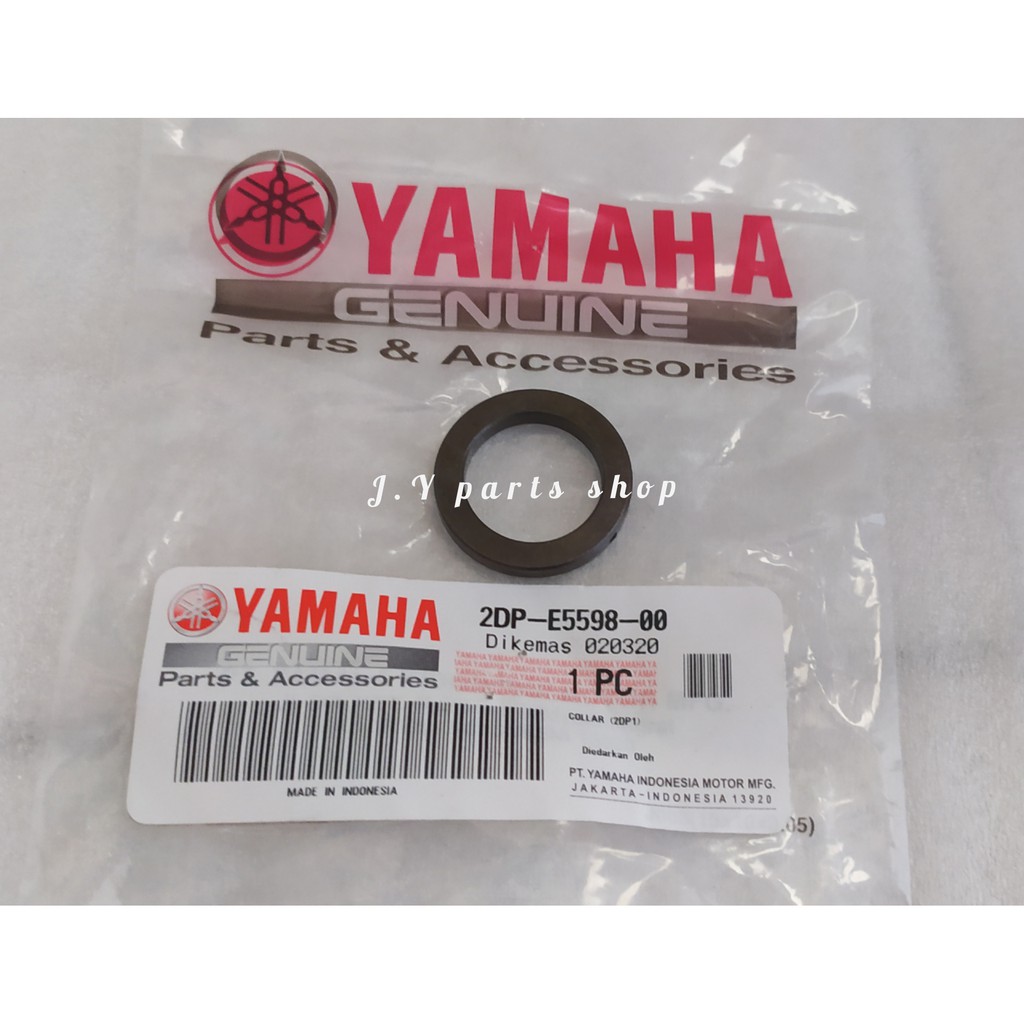 YAMAHA
GENUINE
Parts & Accessories
J.Y parts shop
YAMAHA
GENUINE
Parts & Accessories
2DP-E5598-00
Dikemas 020320
1 PC
COLLAR (2DP1)
Diedarkan Oleh
PT. YAMAHA INDONESIA MOTOR MFG.
JAKARTA-INDONESIA 13920
MADE IN INDONESIA